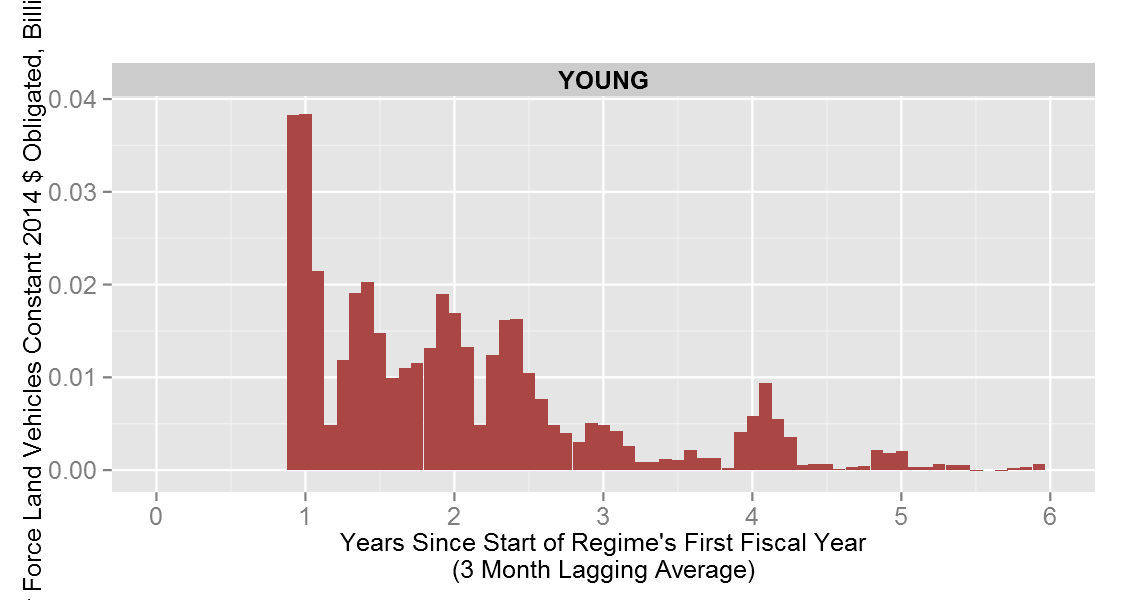 YOUNG
Force Land Vehicles Constant 2014 $ Obligated,
0.04
0.03
0.02
0.01
0.00
0 1 2 3 4 5 6
Years Since Start of Regime's First Fiscal Year
(3 Month Lagging Average)